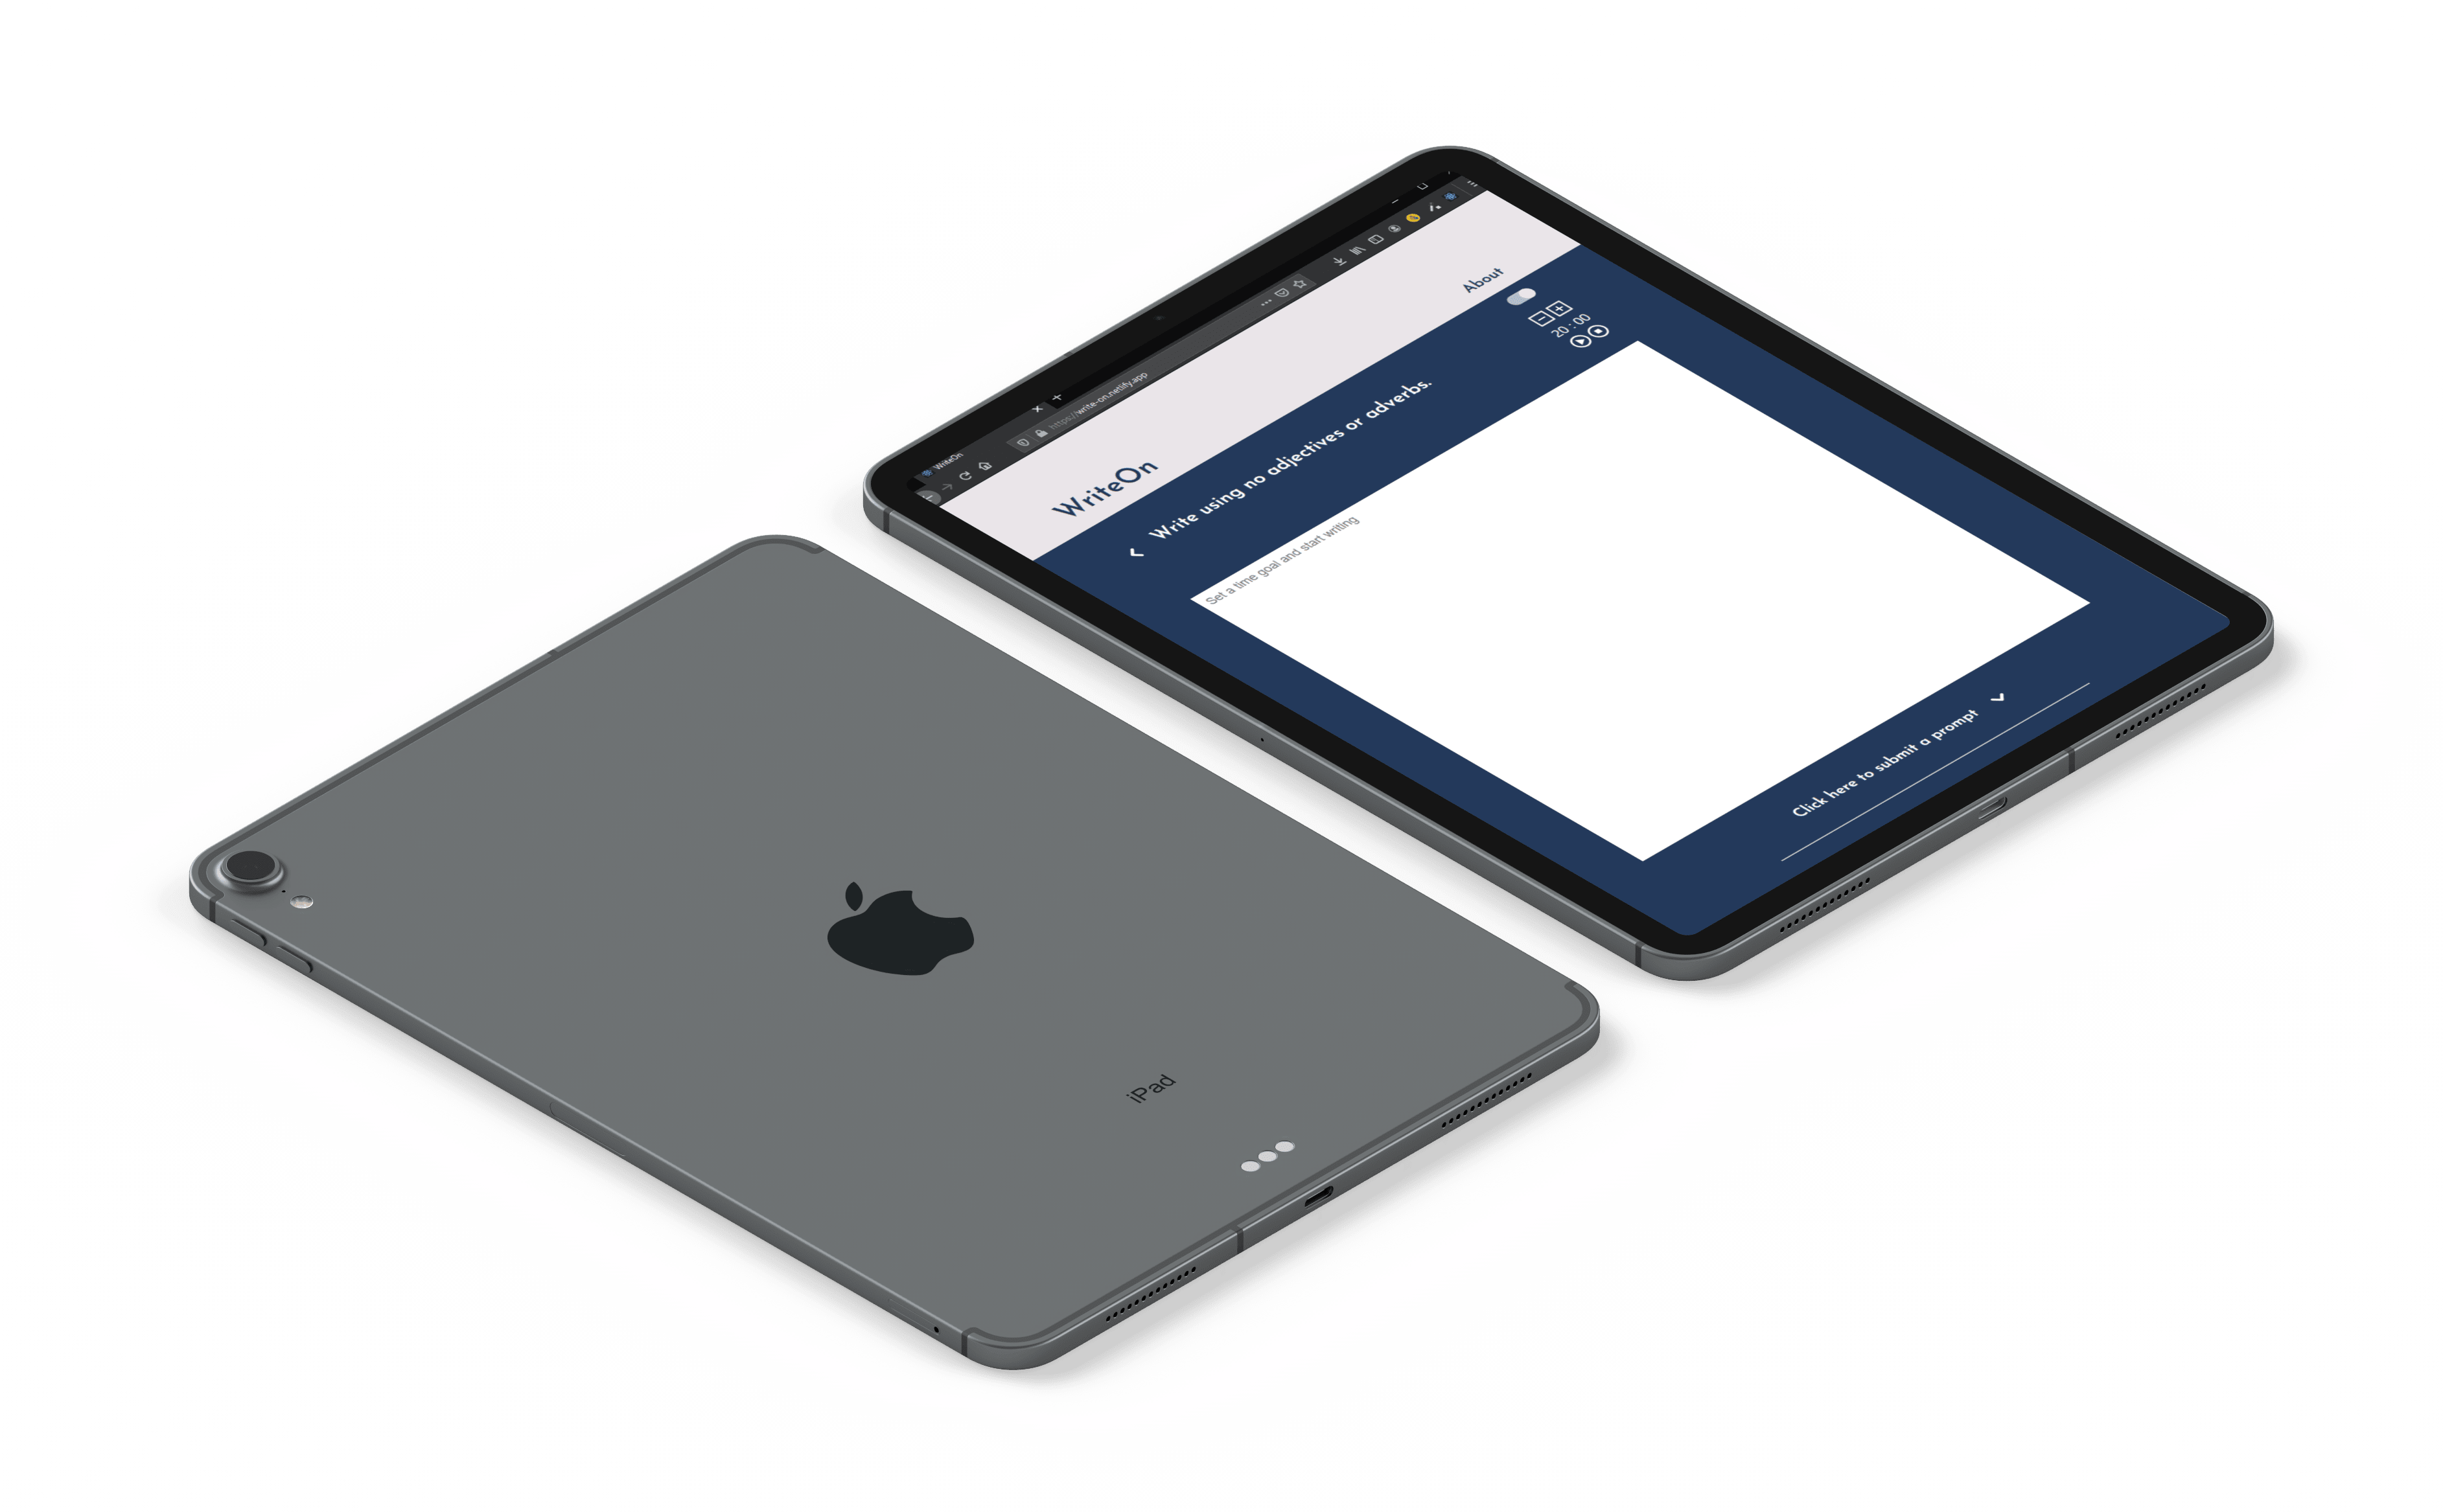 WriteOn
https://write-on.netlify.app
WriteOn
About
Write using no adjectives or adverbs.
20 : 00
Set a time goal and start writing
Click here to submit a prompt
iPad